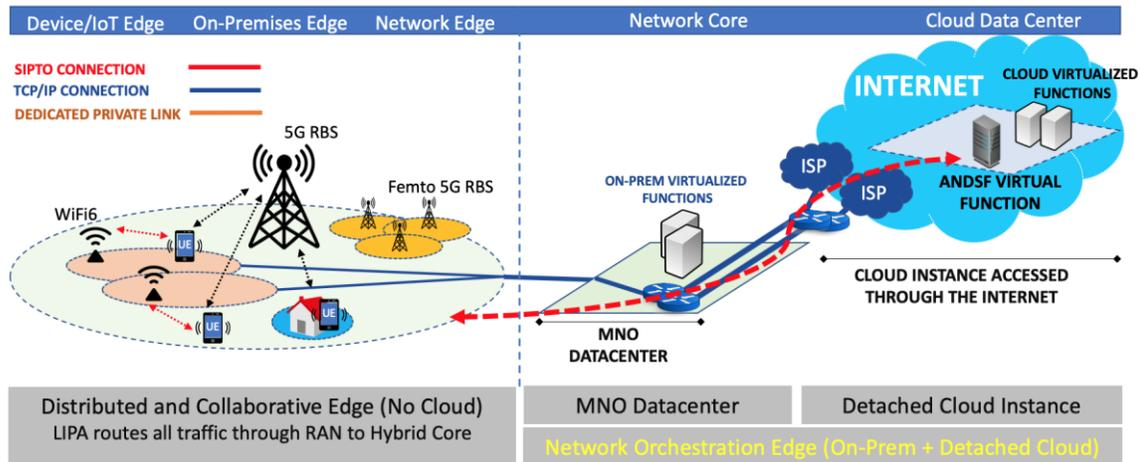 Device/IoT Edge
On-Premises Edge
Network Edge
Network Core
Cloud Data Center
SIPTO CONNECTION
TCP/IP CONNECTION
DEDICATED PRIVATE LINK
5G RBS
Femto 5G RBS
WiFi6
UE
UE
UE
ON-PREM VIRTUALIZED
FUNCTIONS
ISP
ISP
INTERNET
CLOUD VIRTUALIZED
FUNCTIONS
ANDSF VIRTUAL
FUNCTION
CLOUD INSTANCE ACCESSED
THROUGH THE INTERNET
MNO
DATACENTER
Distributed and Collaborative Edge (No Cloud)
LIPA routes all traffic through RAN to Hybrid Core
MNO Datacenter
Detached Cloud Instance
Network Orchestration Edge (On-Prem + Detached Cloud)